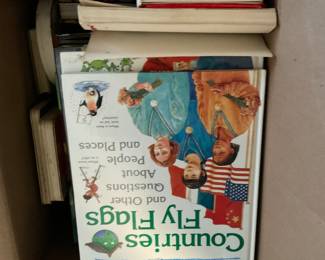 Countries
Fly Flags
and Other
Questions
About
People
and Places